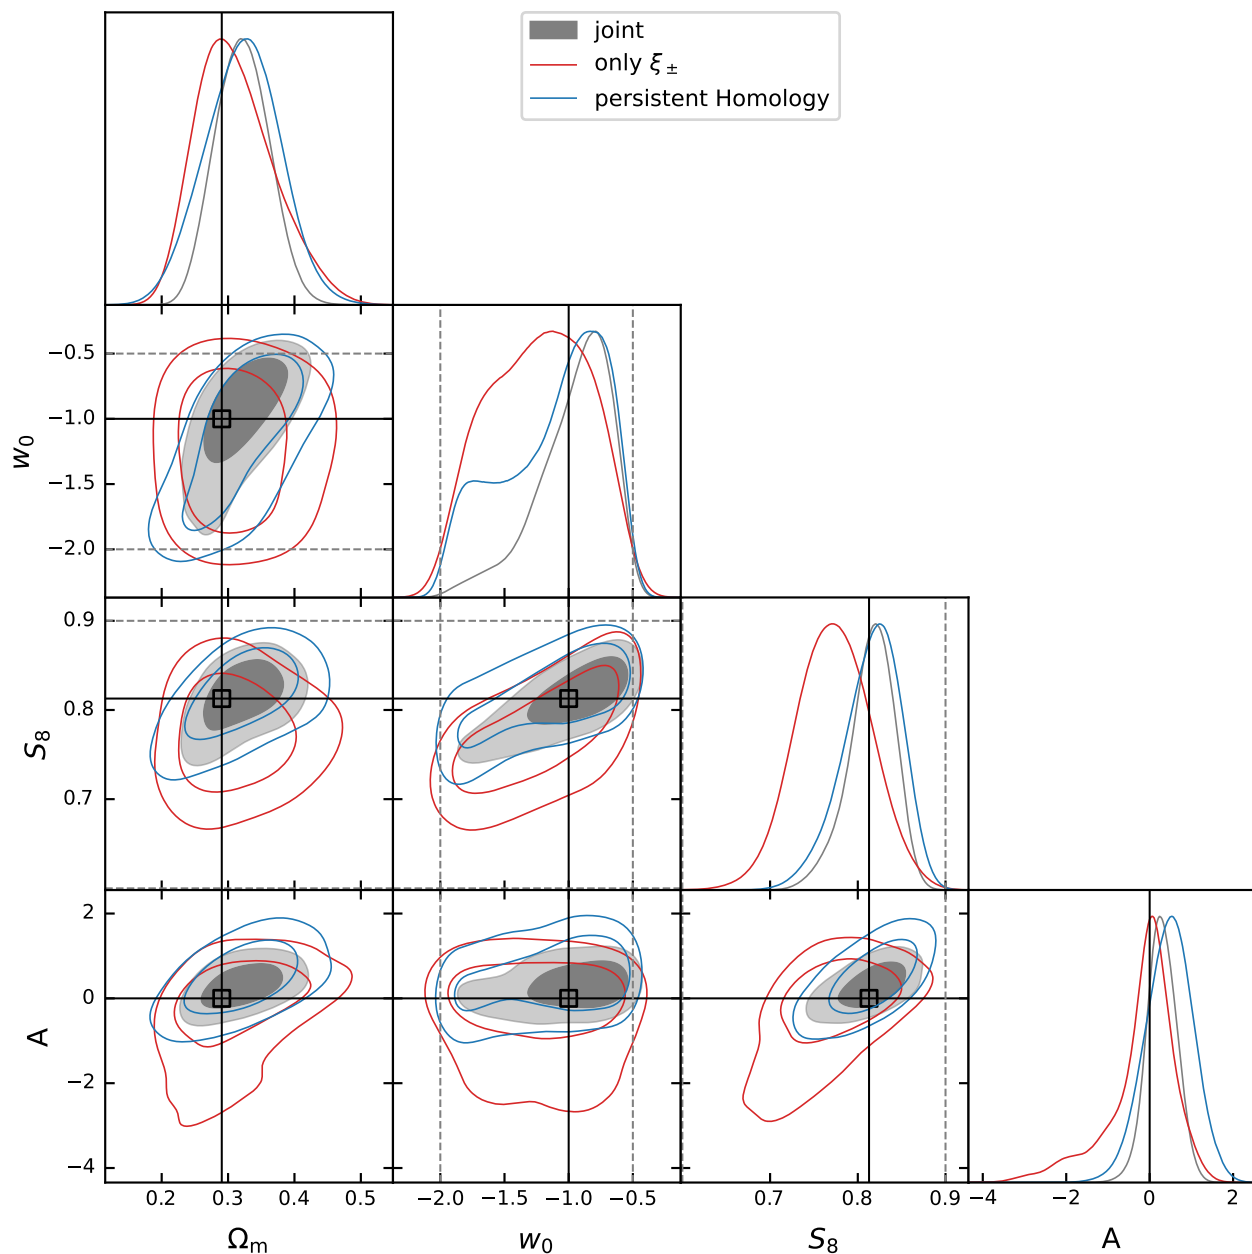 joint
only ξ±
persistent Homology
−0.5
−1.0
−1.5
−2.0
w₀
0.9
0.8
0.7
S₈
2
0
−2
−4
A
0.2 0.3 0.4 0.5
−2.0 −1.5 −1.0 −0.5
0.7 0.8 0.9
−4 −2 0 2
Ωₘ
w₀
S₈
A